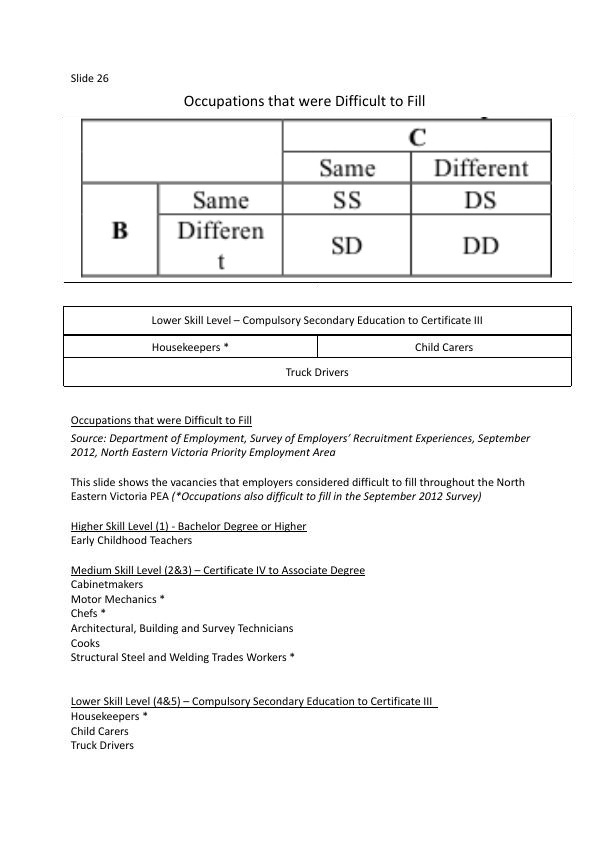 Slide 26
Occupations that were Difficult to Fill
C
Same Different
B Same SS DS
Differen
t SD DD
Lower Skill Level – Compulsory Secondary Education to Certificate III
Housekeepers * Child Carers
Truck Drivers
Occupations that were Difficult to Fill
Source: Department of Employment, Survey of Employers’ Recruitment Experiences, September
2012, North Eastern Victoria Priority Employment Area
This slide shows the vacancies that employers considered difficult to fill throughout the North
Eastern Victoria PEA (*Occupations also difficult to fill in the September 2012 Survey)
Higher Skill Level (1) - Bachelor Degree or Higher
Early Childhood Teachers
Medium Skill Level (2&3) – Certificate IV to Associate Degree
Cabinetmakers
Motor Mechanics *
Chefs *
Architectural, Building and Survey Technicians
Cooks
Structural Steel and Welding Trades Workers *
Lower Skill Level (4&5) – Compulsory Secondary Education to Certificate III
Housekeepers *
Child Carers
Truck Drivers